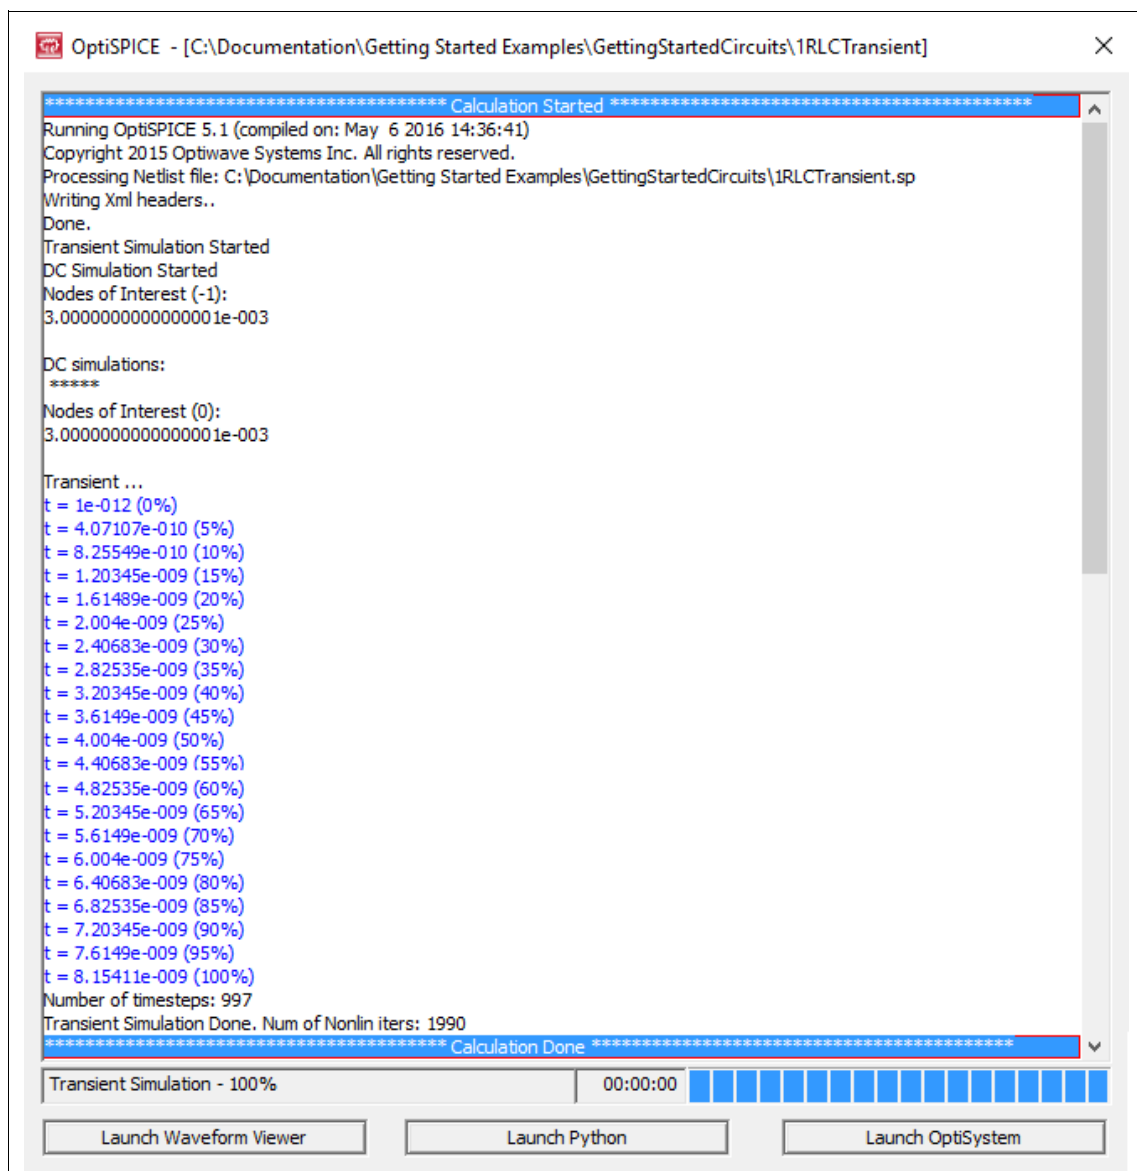 OptiSPICE - [C:\Documentation\Getting Started Examples\GettingStartedCircuits\1RLCTransient]
**************************************** Calculation Started ******************************************
Running OptiSPICE 5.1 (compiled on: May  6 2016 14:36:41)
Copyright 2015 Optiwave Systems Inc. All rights reserved.
Processing Netlist file: C:\Documentation\Getting Started Examples\GettingStartedCircuits\1RLCTransient.sp
Writing Xml headers..
Done.
Transient Simulation Started
DC Simulation Started
Nodes of Interest (-1):
3.0000000000000001e-003
DC simulations:
*****
Nodes of Interest (0):
3.0000000000000001e-003
Transient ...
t = 1e-012 (0%)
t = 4.07107e-010 (5%)
t = 8.25549e-010 (10%)
t = 1.20345e-009 (15%)
t = 1.61489e-009 (20%)
t = 2.004e-009 (25%)
t = 2.40683e-009 (30%)
t = 2.82535e-009 (35%)
t = 3.20345e-009 (40%)
t = 3.6149e-009 (45%)
t = 4.004e-009 (50%)
t = 4.40683e-009 (55%)
t = 4.82535e-009 (60%)
t = 5.20345e-009 (65%)
t = 5.6149e-009 (70%)
t = 6.004e-009 (75%)
t = 6.40683e-009 (80%)
t = 6.82535e-009 (85%)
t = 7.20345e-009 (90%)
t = 7.6149e-009 (95%)
t = 8.15411e-009 (100%)
Number of timesteps: 997
Transient Simulation Done. Num of Nonlin iters: 1990
**************************************** Calculation Done ******************************************
Transient Simulation - 100% 00:00:00
Launch Waveform Viewer Launch Python Launch OptiSystem